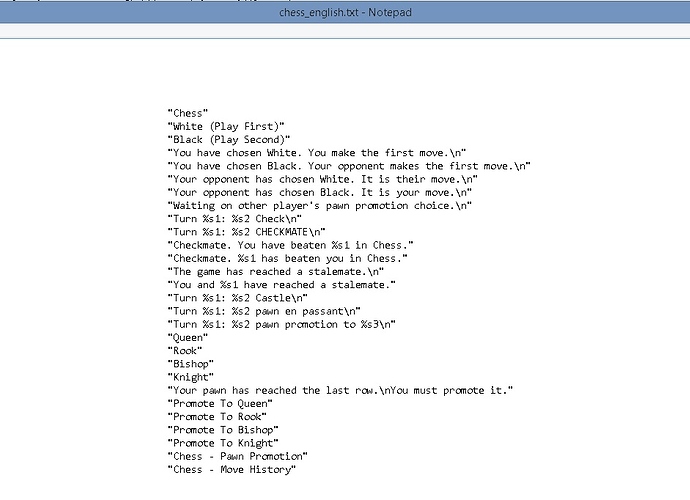 chess_english.txt - Notepad
"Chess"
"White (Play First)"
"Black (Play Second)"
"You have chosen White. You make the first move.\n"
"You have chosen Black. Your opponent makes the first move.\n"
"Your opponent has chosen White. It is their move.\n"
"Your opponent has chosen Black. It is your move.\n"
"Waiting on other player's pawn promotion choice.\n"
"Turn %s1: %s2 Check\n"
"Turn %s1: %s2 CHECKMATE\n"
"Checkmate. You have beaten %s1 in Chess."
"Checkmate. %s1 has beaten you in Chess."
"The game has reached a stalemate.\n"
"You and %s1 have reached a stalemate."
"Turn %s1: %s2 Castle\n"
"Turn %s1: %s2 pawn en passant\n"
"Turn %s1: %s2 pawn promotion to %s3\n"
"Queen"
"Rook"
"Bishop"
"Knight"
"Your pawn has reached the last row.\nYou must promote it."
"Promote To Queen"
"Promote To Rook"
"Promote To Bishop"
"Promote To Knight"
"Chess - Pawn Promotion"
"Chess - Move History"